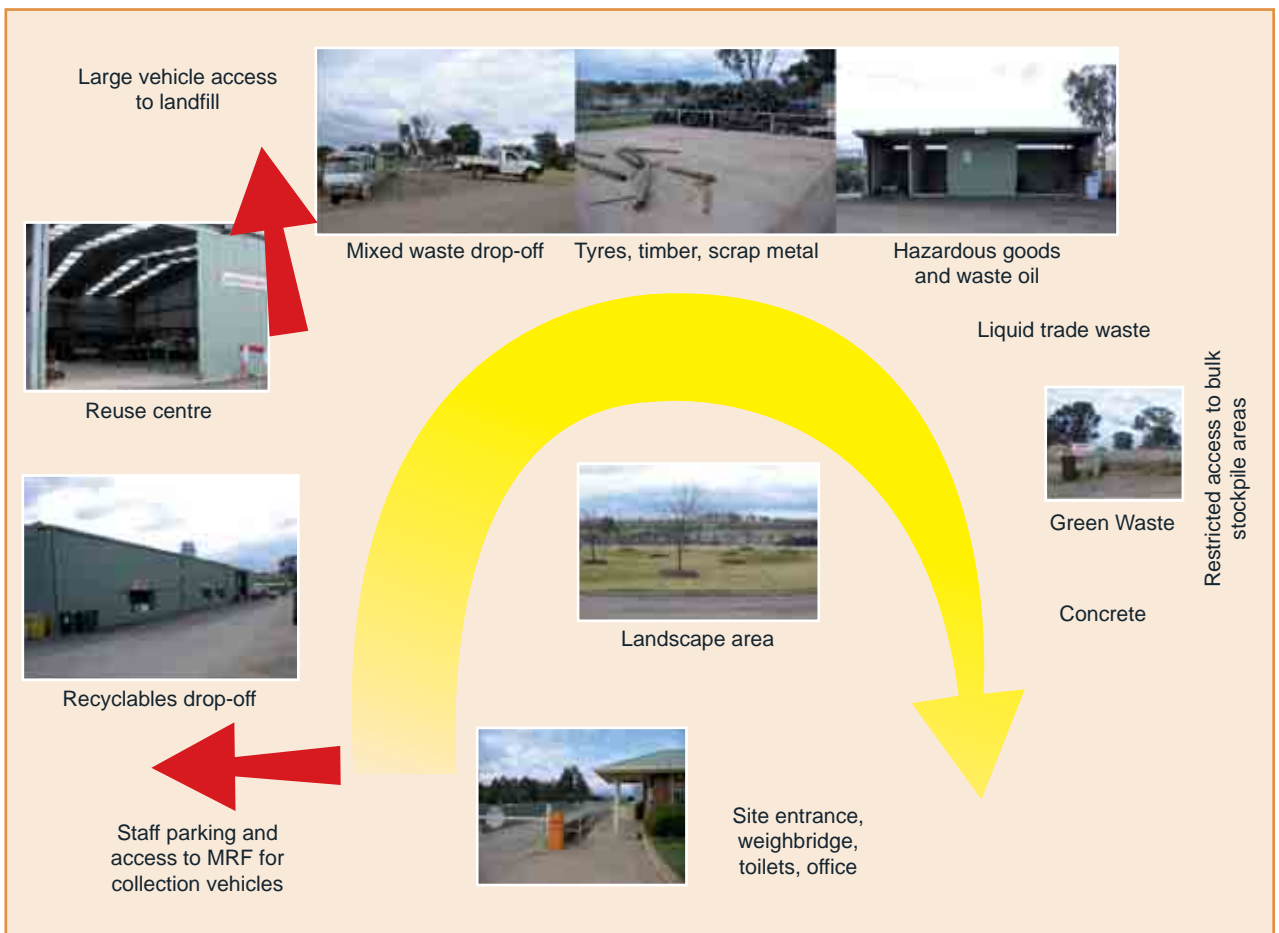 Large vehicle access
to landfill
Mixed waste drop-off
Tyres, timber, scrap metal
Hazardous goods
and waste oil
Liquid trade waste
Reuse centre
Restricted access to bulk
stockpile areas
Green Waste
Concrete
Landscape area
Recyclables drop-off
Staff parking and
access to MRF for
collection vehicles
Site entrance,
weighbridge,
toilets, office